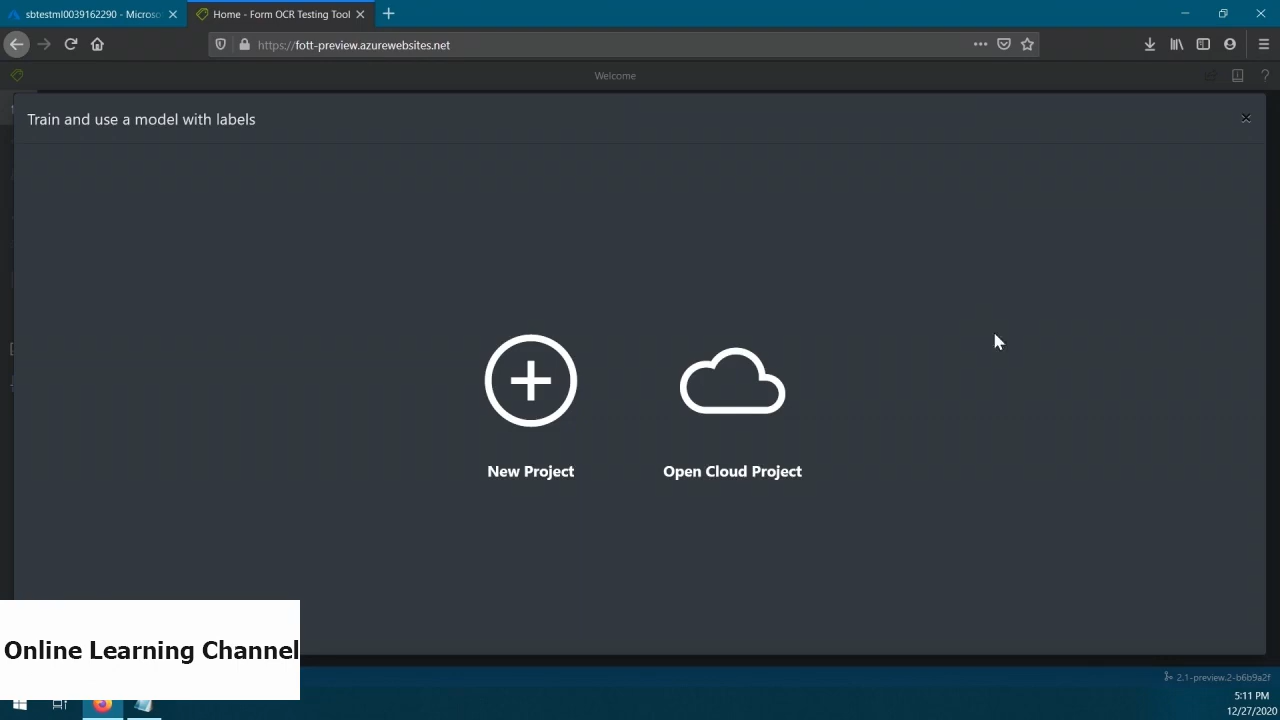 sbtestml0039162290 - Microso
Home - Form OCR Testing Tool
https://fott-preview.azurewebsites.net
Welcome
Train and use a model with labels
New Project
Open Cloud Project
Online Learning Channel
2.1-preview.2-b6b9a2f
5:11 PM
12/27/2020